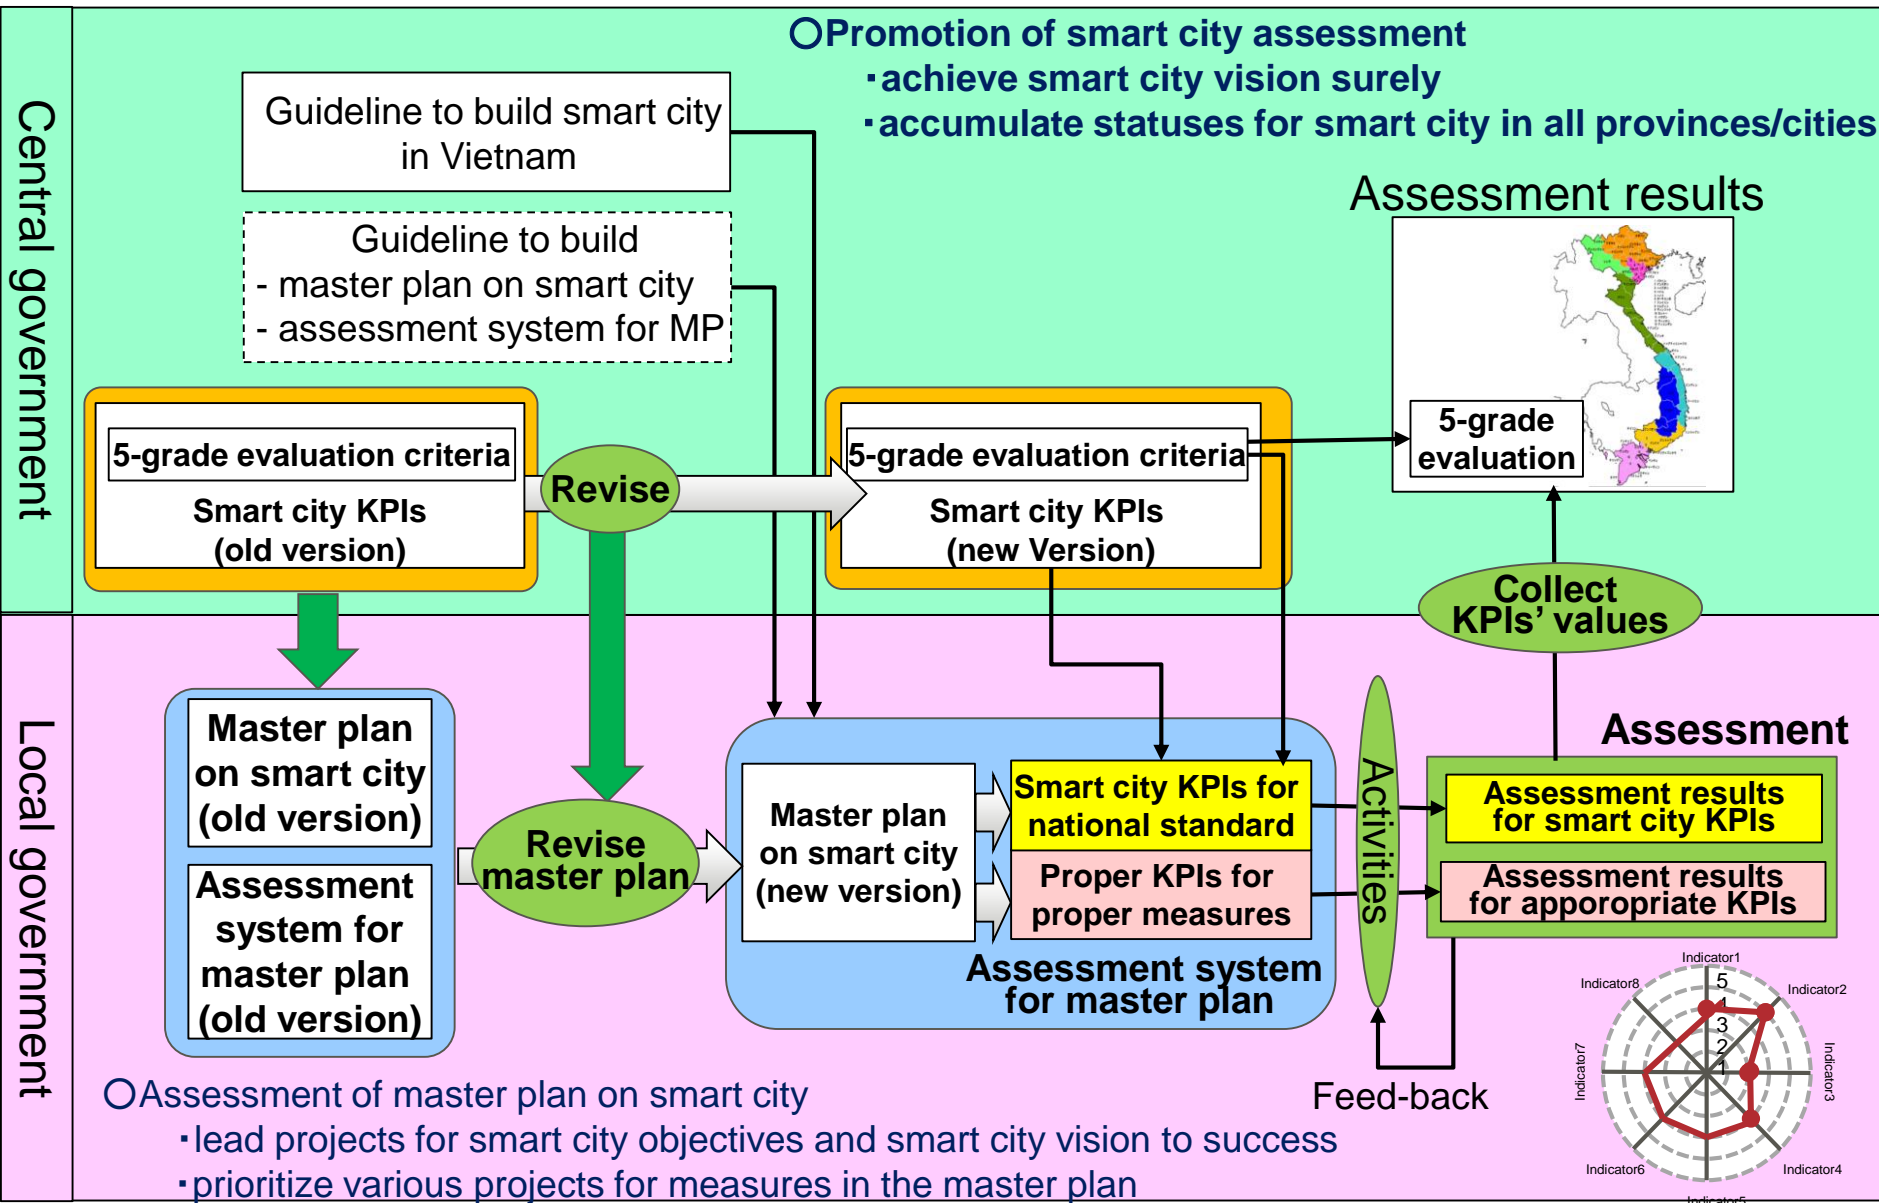 Central government
○Promotion of smart city assessment
・achieve smart city vision surely
・accumulate statuses for smart city in all provinces/cities
Guideline to build smart city
in Vietnam
Guideline to build
- master plan on smart city
- assessment system for MP
Assessment results
5-grade
evaluation
5-grade evaluation criteria
Smart city KPIs
(old version)
Revise
5-grade evaluation criteria
Smart city KPIs
(new Version)
Collect
KPIs’ values
Local government
Master plan
on smart city
(old version)
Assessment
system for
master plan
(old version)
Revise
master plan
Master plan
on smart city
(new version)
Smart city KPIs for
national standard
Proper KPIs for
proper measures
Assessment system
for master plan
Activities
Assessment
Assessment results
for smart city KPIs
Assessment results
for apporopriate KPIs
Feed-back
Indicator1
Indicator2
Indicator3
Indicator4
Indicator5
Indicator6
Indicator7
Indicator8
5
4
3
2
1
○Assessment of master plan on smart city
・lead projects for smart city objectives and smart city vision to success
・prioritize various projects for measures in the master plan